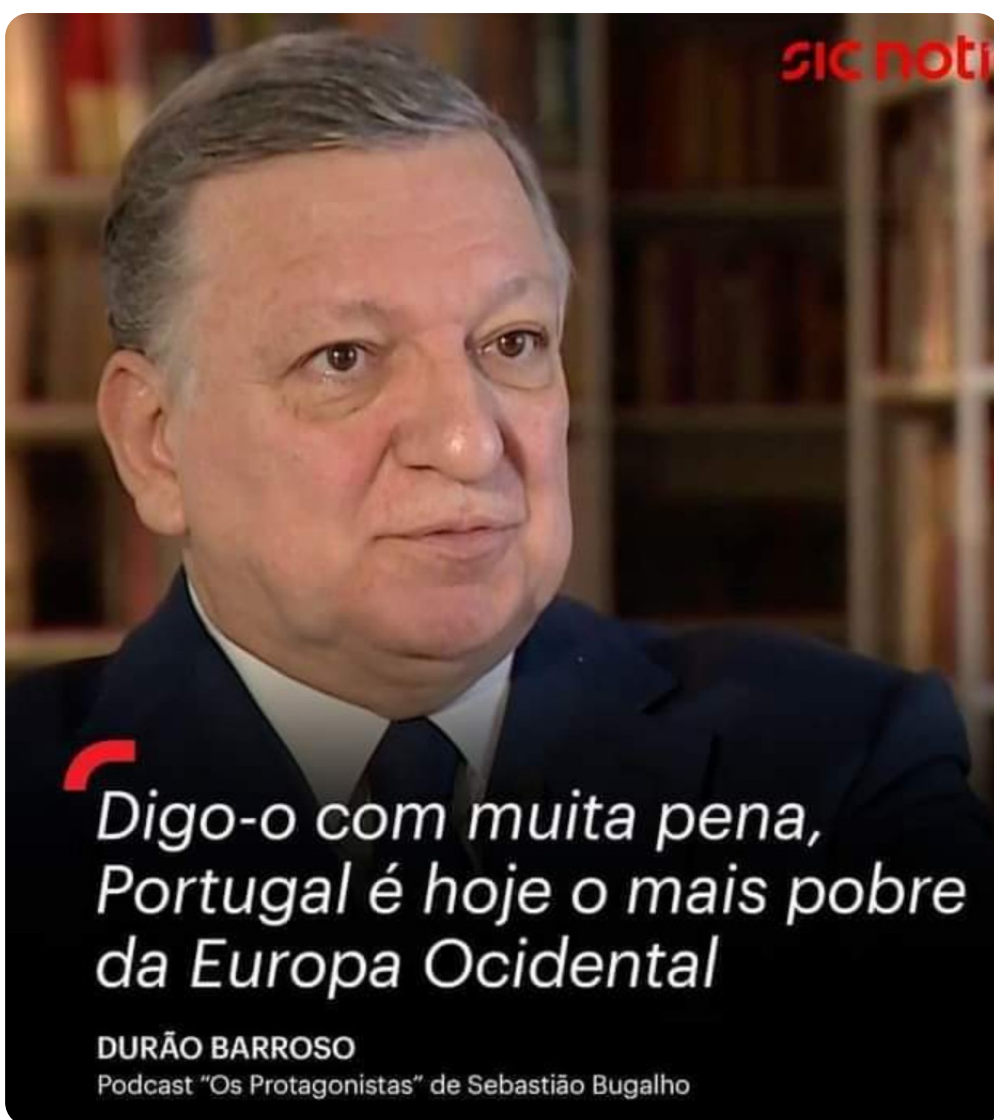 sic noti
Digo-o com muita pena,
Portugal é hoje o mais pobre
da Europa Ocidental
DURÃO BARROSO
Podcast “Os Protagonistas” de Sebastião Bugalho